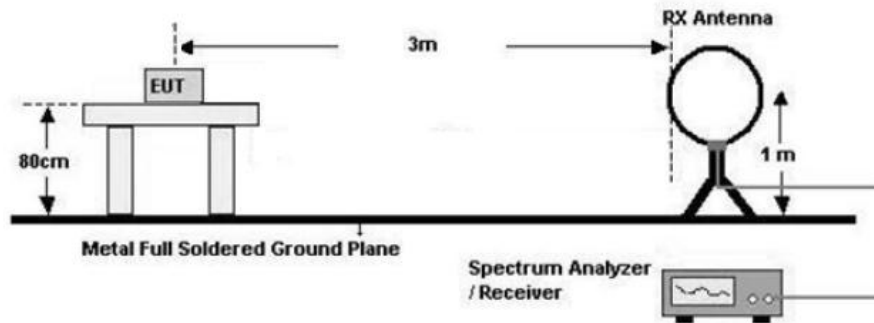 RX Antenna
3m
EUT
80cm
1 m
Metal Full Soldered Ground Plane
Spectrum Analyzer
/ Receiver